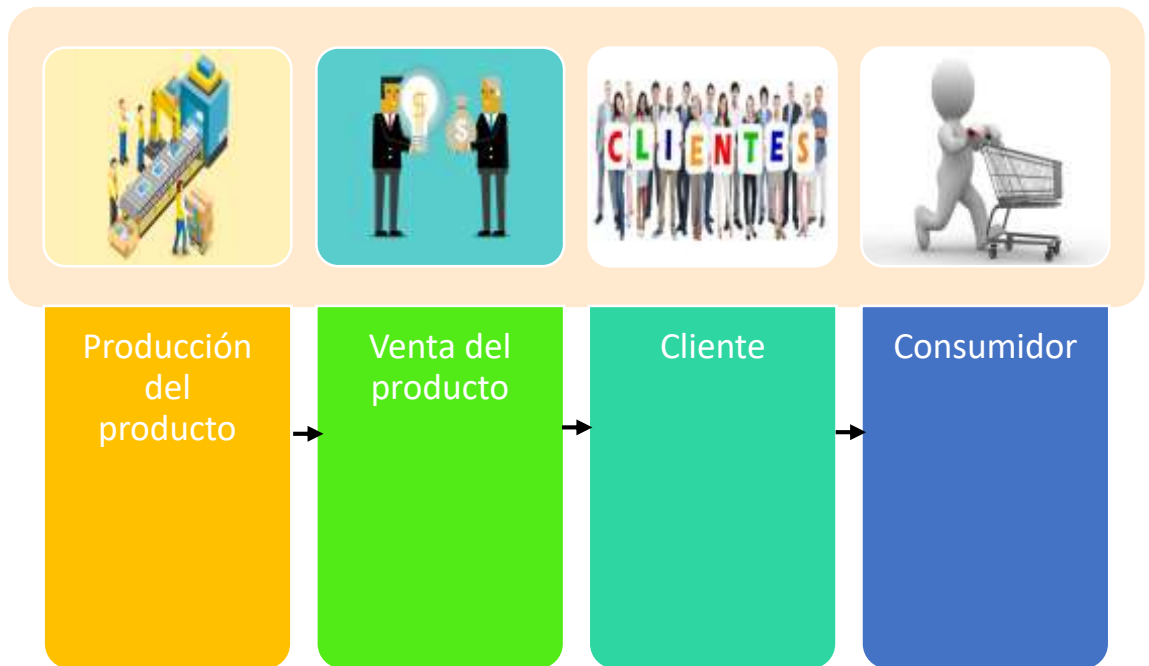 CLIENTES
Producción
del
producto
Venta del
producto
Cliente
Consumidor